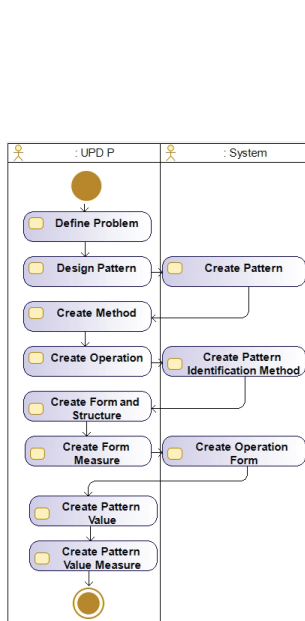 : UPD P
: System
Define Problem
Design Pattern
Create Pattern
Create Method
Create Operation
Create Pattern
Identification Method
Create Form and
Structure
Create Form
Measure
Create Operation
Form
Create Pattern
Value
Create Pattern
Value Measure